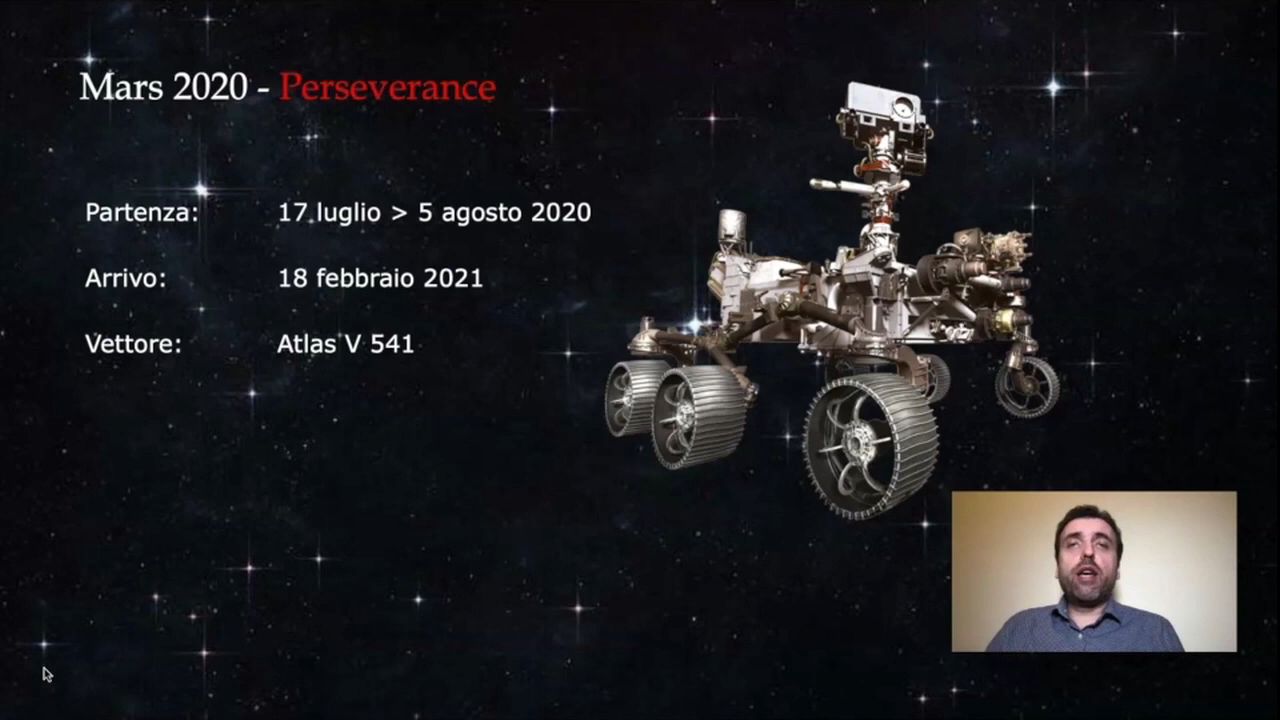 Mars 2020 - Perseverance
Partenza: 17 luglio > 5 agosto 2020
Arrivo: 18 febbraio 2021
Vettore: Atlas V 541